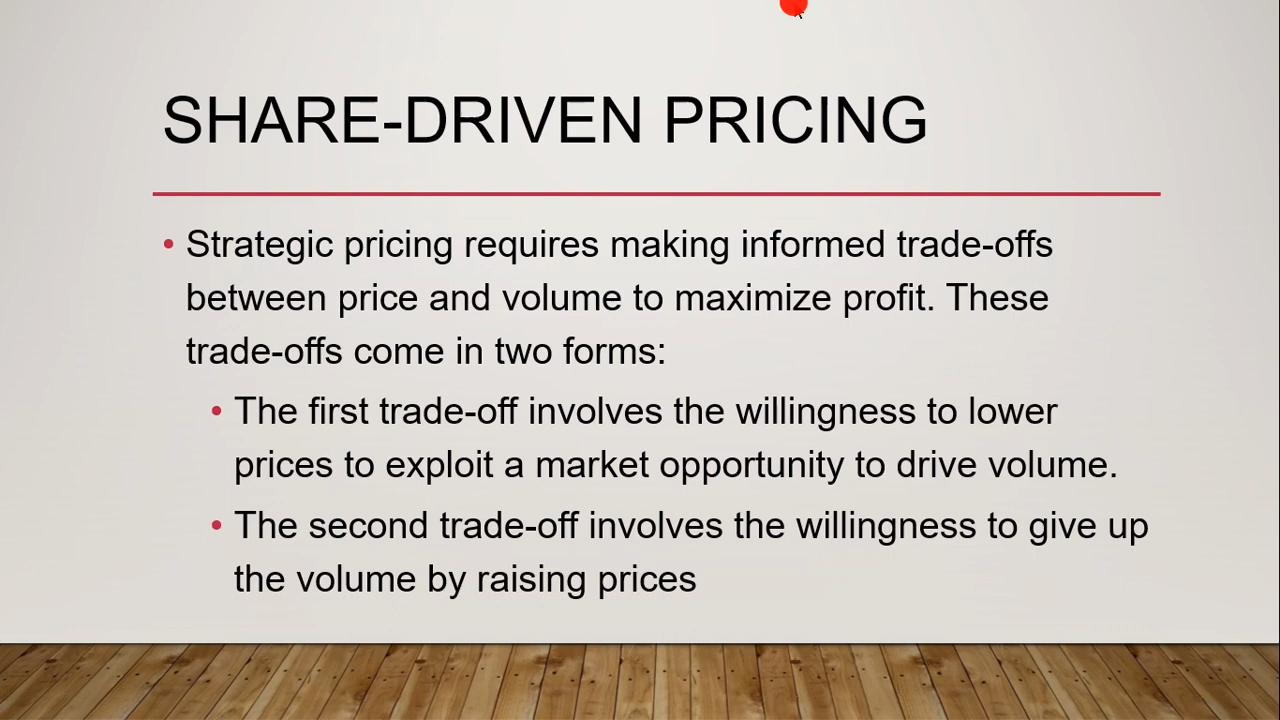 SHARE-DRIVEN PRICING
• Strategic pricing requires making informed trade-offs
between price and volume to maximize profit. These
trade-offs come in two forms:
• The first trade-off involves the willingness to lower
prices to exploit a market opportunity to drive volume.
• The second trade-off involves the willingness to give up
the volume by raising prices